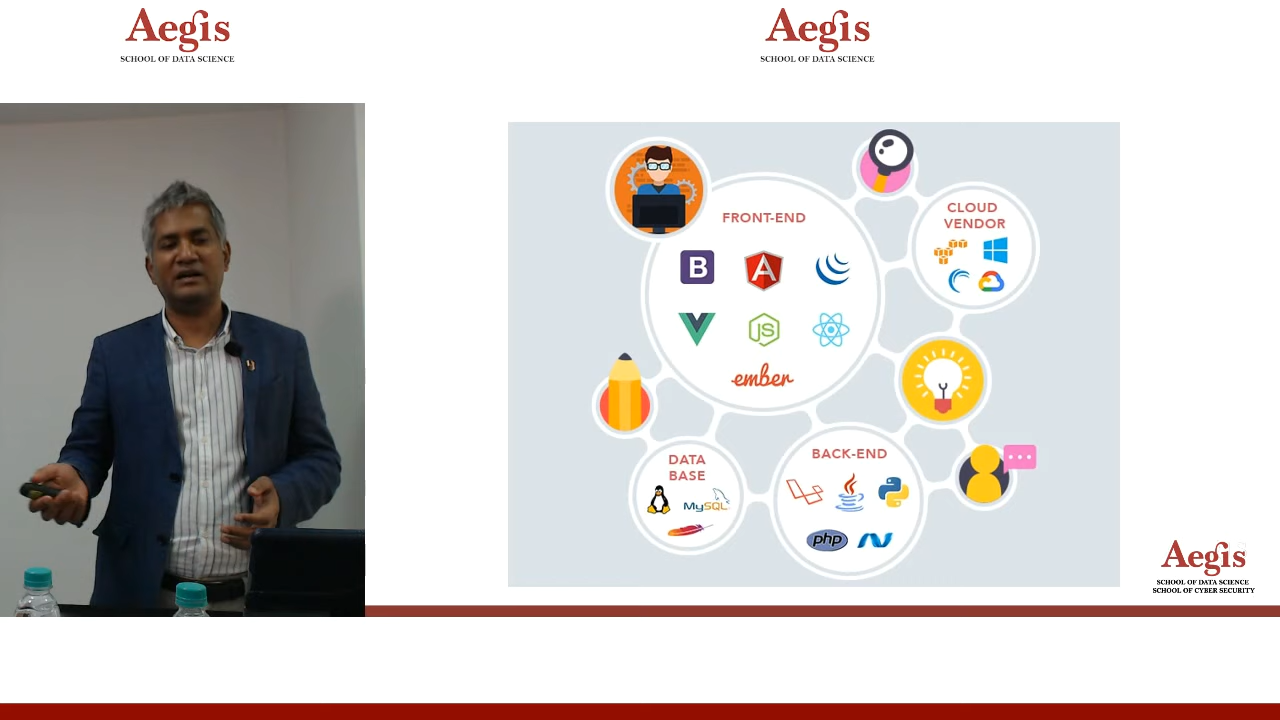 Aegis
SCHOOL OF DATA SCIENCE
Aegis
SCHOOL OF DATA SCIENCE
FRONT-END
B
A
JS
ember
CLOUD
VENDOR
DATA
BASE
MySQL
BACK-END
php
Aegis
SCHOOL OF DATA SCIENCE
SCHOOL OF CYBER SECURITY